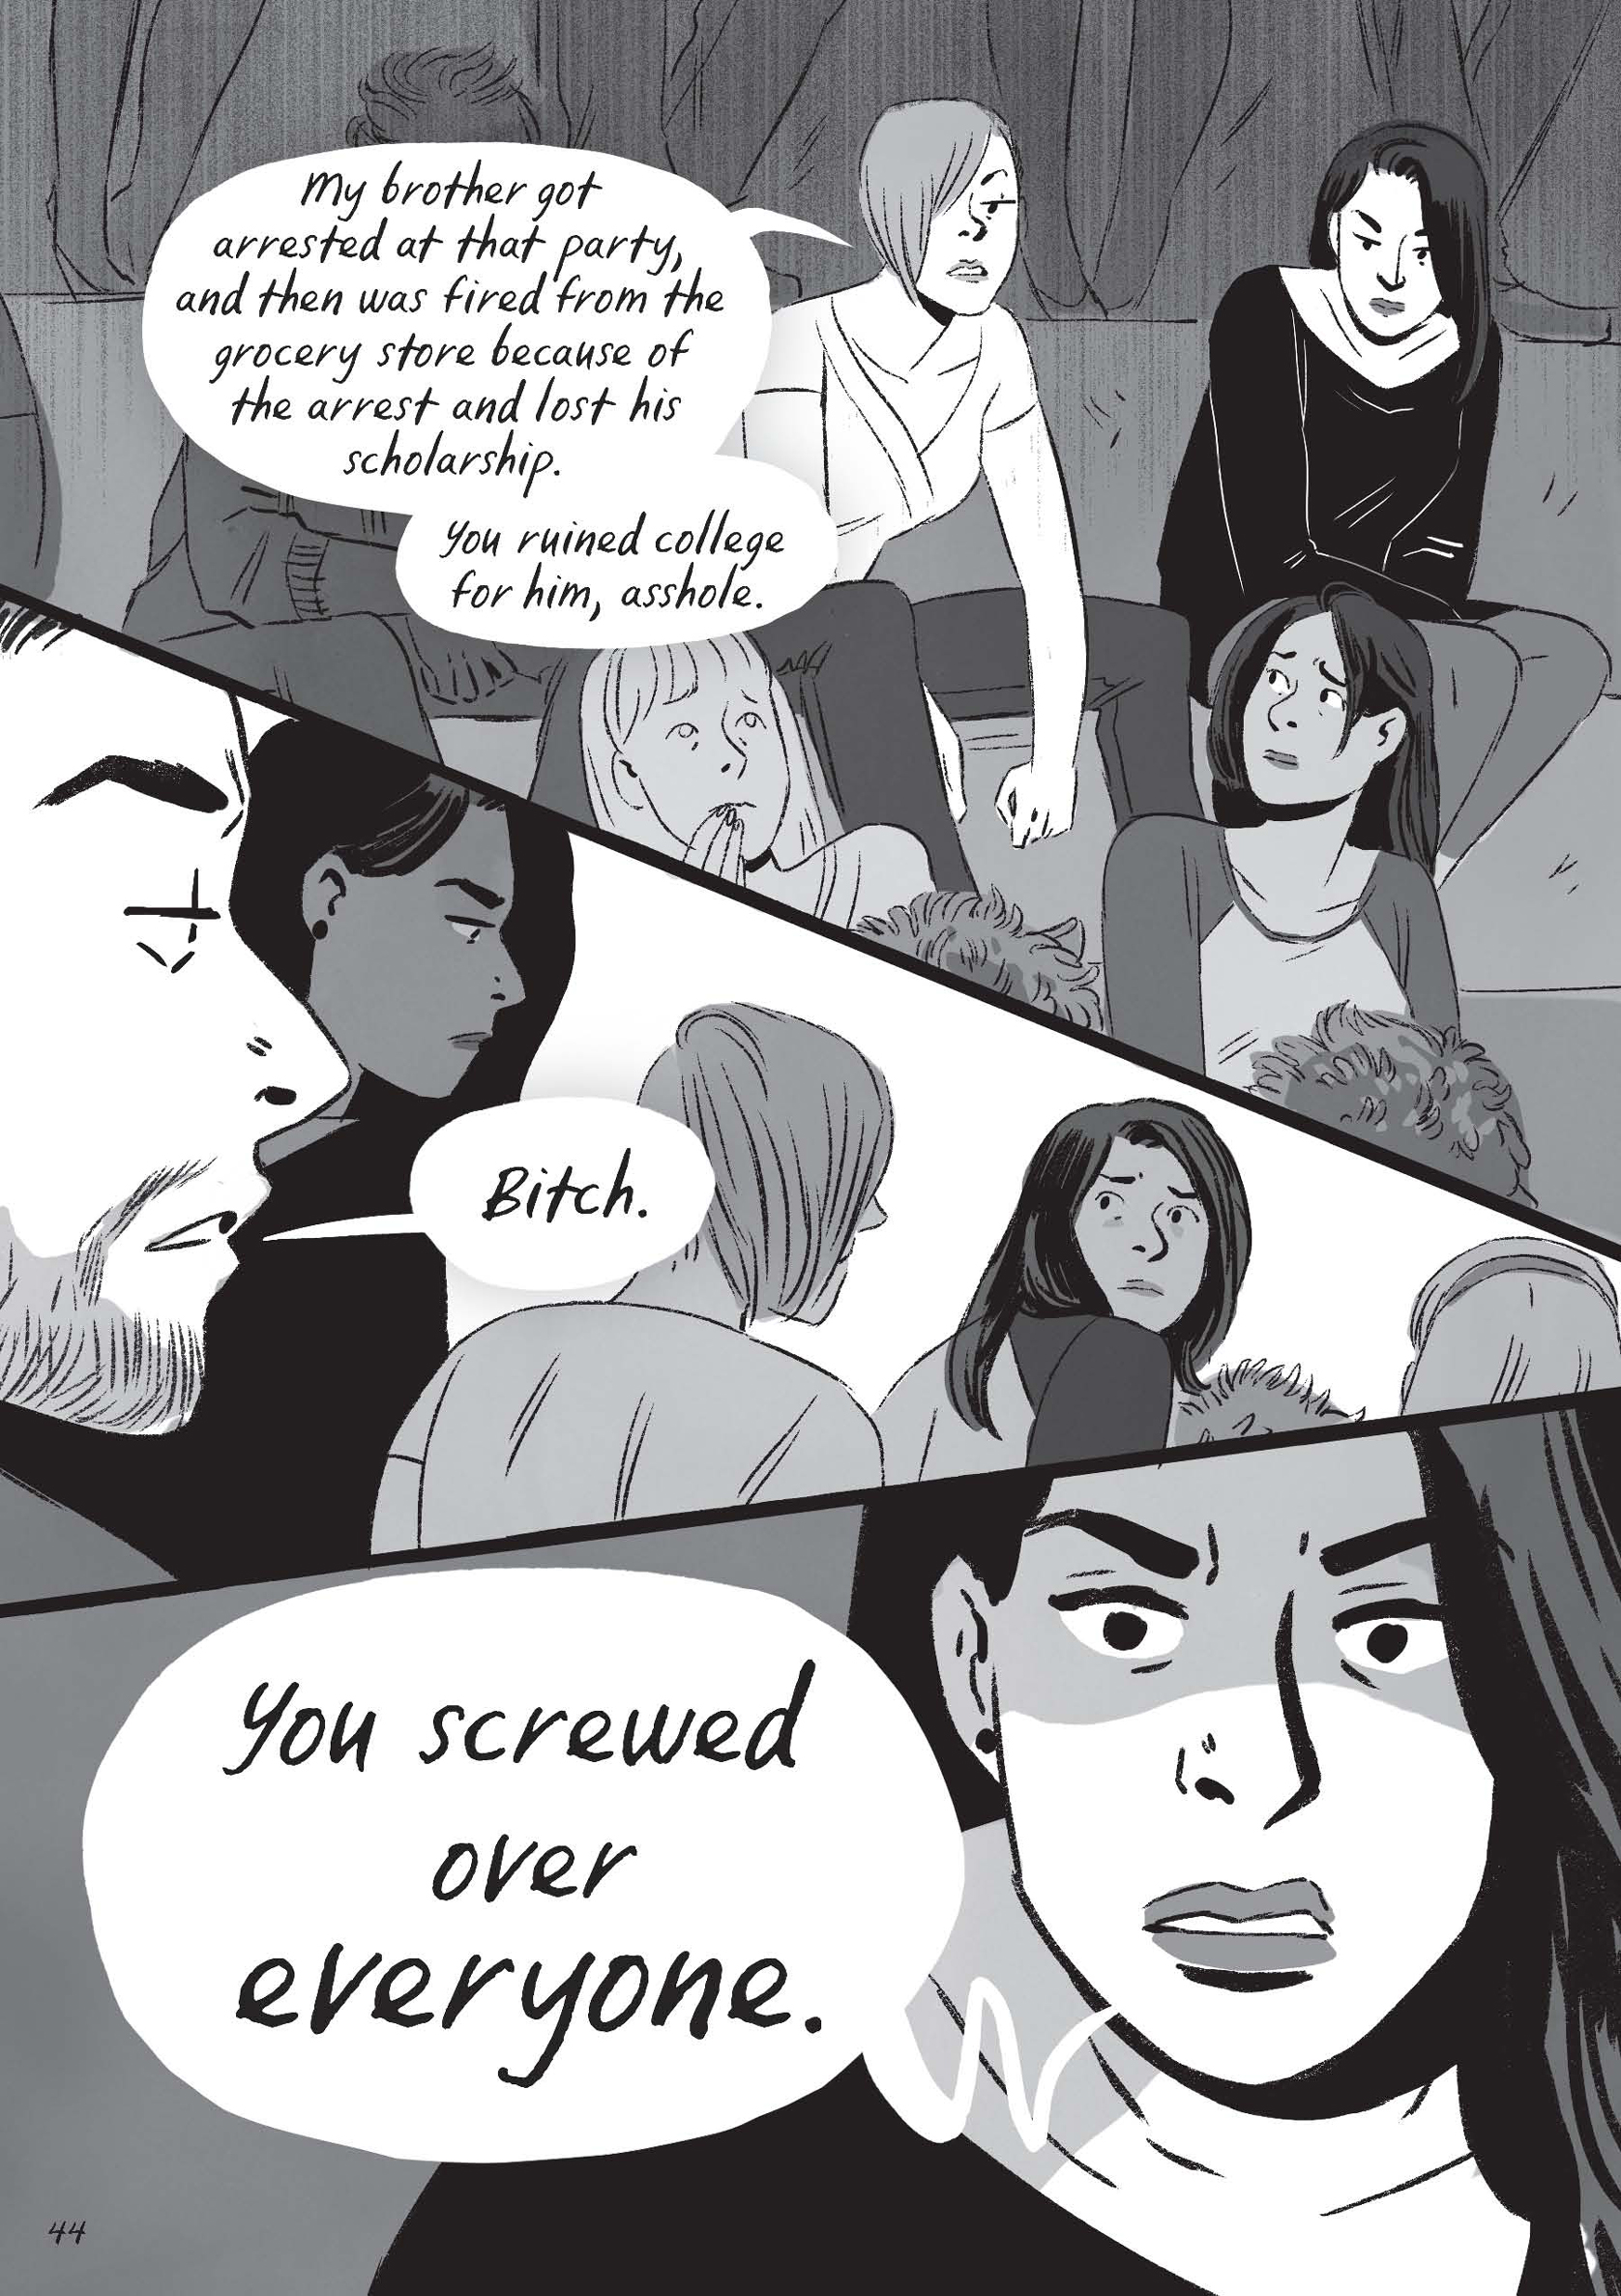 My brother got
arrested at that party,
and then was fired from the
grocery store because of
the arrest and lost his
scholarship.
You ruined college
for him, asshole.
Bitch.
You screwed
over
everyone.
44